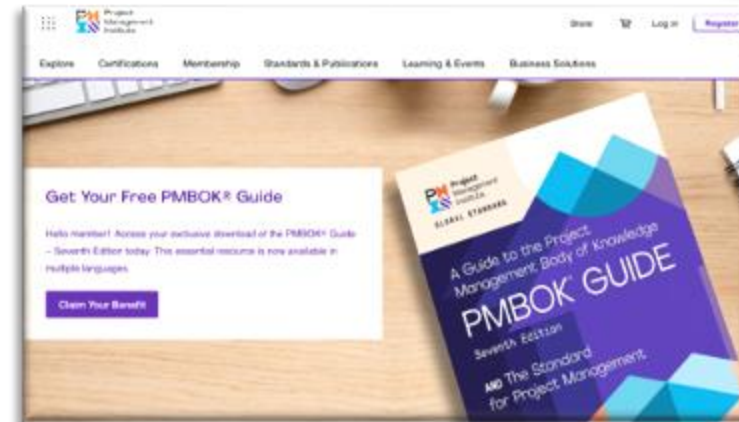 Project
Management
Institute
Store
Log in
Register
Explore
Certifications
Membership
Standards & Publications
Learning & Events
Business Solutions
Get Your Free PMBOK® Guide
Hello member! Access your exclusive download of the PMBOK® Guide
– Seventh Edition today. This essential resource is now available in
multiple languages.
Claim Your Benefit
Project
Management
Institute
GLOBAL STANDARD
A Guide to the Project
Management Body of Knowledge
PMBOK® GUIDE
Seventh Edition
AND The Standard
for Project Management